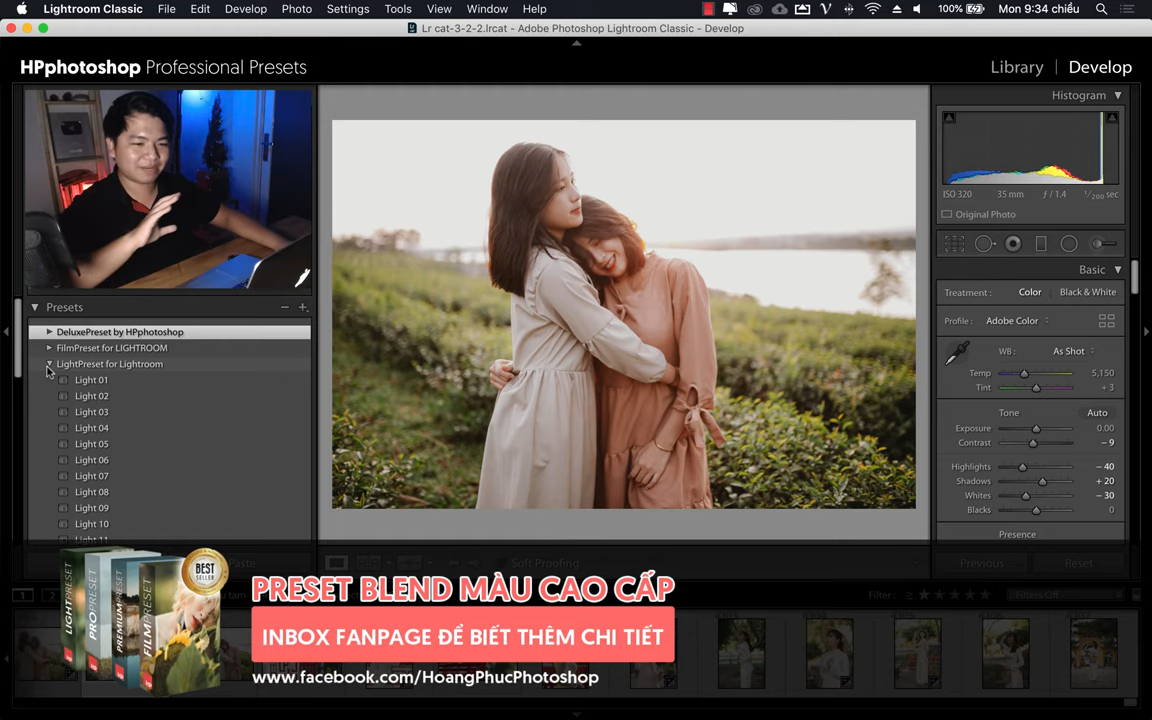 Lightroom Classic File Edit Develop Photo Settings Tools View Window Help 100% Mon 9:34 chiều
Lr cat-3-2-2.lrcat - Adobe Photoshop Lightroom Classic - Develop
HPphotoshop Professional Presets
Library | Develop
Histogram
ISO 320 35 mm ƒ / 1.4 1/200 sec
Original Photo
Basic
Treatment : Color Black & White
Profile : Adobe Color
WB : As Shot
Temp 5,150
Tint + 3
Tone Auto
Exposure 0.00
Contrast – 9
Highlights – 40
Shadows + 20
Whites – 30
Blacks 0
Presence
Previous Reset
Presets
DeluxePreset by HPphotoshop
FilmPreset for LIGHTROOM
LightPreset for Lightroom
Light 01
Light 02
Light 03
Light 04
Light 05
Light 06
Light 07
Light 08
Light 09
Light 10
Light 11
Soft Proofing
1 2
Filter : Filters Off
BEST SELLER
LIGHTPRESET
PROPRESET
PREMIUMPRESET
FILMPRESET
PRESET BLEND MÀU CAO CẤP
INBOX FANPAGE ĐỂ BIẾT THÊM CHI TIẾT
www.facebook.com/HoangPhucPhotoshop